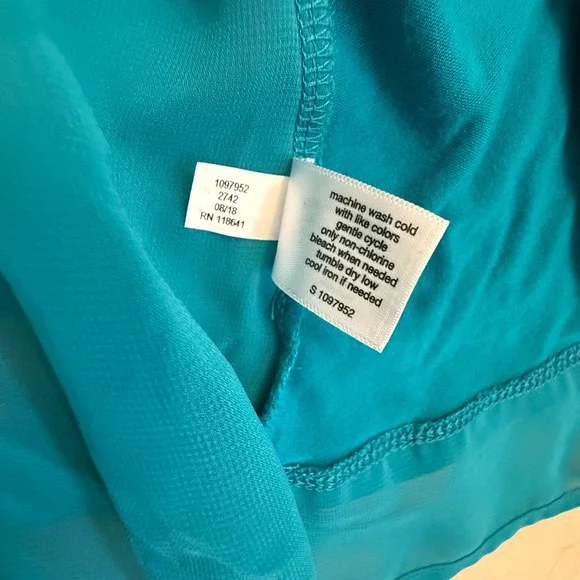 1097952
2742
08/18
RN 118641
machine wash cold
with like colors
gentle cycle
only non-chlorine
bleach when needed
tumble dry low
cool iron if needed
S 1097952